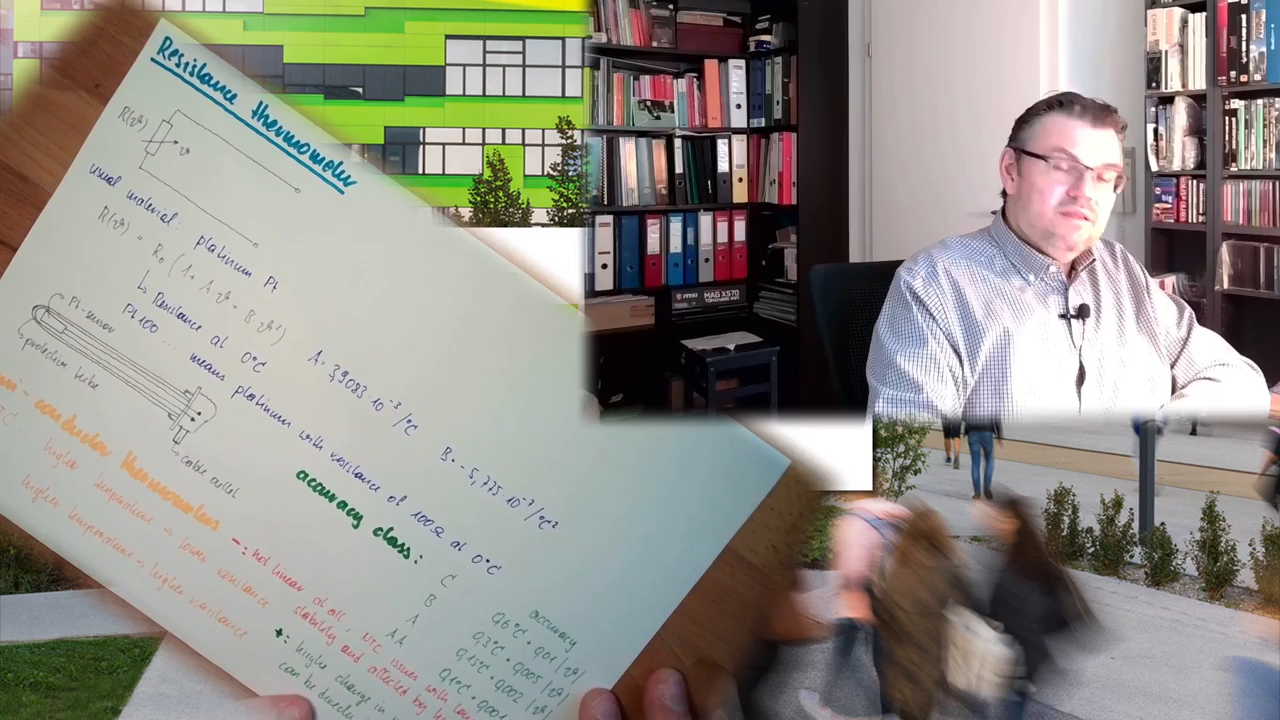 Resistance thermometer
R(ϑ)
ϑ
usual material: platinum Pt
R(ϑ) = R₀ (1 + A·ϑ + B·ϑ²) A = 3,9083 10⁻³/°C B = -5,775 10⁻⁷/°C²
↳ Resistance at 0°C
Pt100 ... means platinum with resistance of 100Ω at 0°C
Pt-sensor
protective tube
cable outlet
accuracy class: accuracy
C 0,6°C + 0,01 |ϑ|
B 0,3°C + 0,005 |ϑ|
A 0,15°C + 0,002 |ϑ|
AA 0,1°C + 0,001
conductor thermometers
higher temperature → lower resistance
higher temperature → higher resistance
-: not linear at all, NTC issues with
stability and affected by
+: higher change in
can be directly
msi MAG X570
TOMAHAWK WIFI